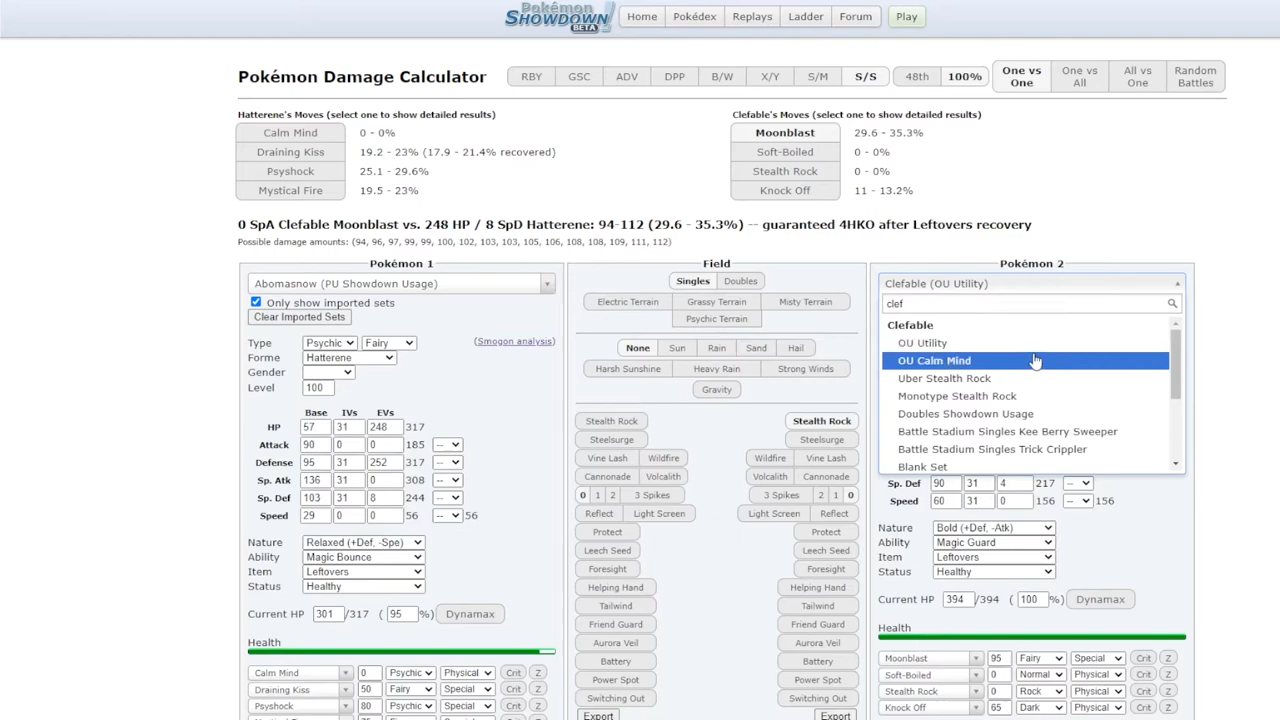 Pokémon SHOWDOWN! BETA
Home Pokédex Replays Ladder Forum Play
Pokémon Damage Calculator RBY GSC ADV DPP B/W X/Y S/M S/S 48th 100% One vs One One vs All All vs One Random Battles
Hatterene's Moves (select one to show detailed results)
Calm Mind 0 - 0%
Draining Kiss 19.2 - 23% (17.9 - 21.4% recovered)
Psyshock 25.1 - 29.6%
Mystical Fire 19.5 - 23%
Clefable's Moves (select one to show detailed results)
Moonblast 29.6 - 35.3%
Soft-Boiled 0 - 0%
Stealth Rock 0 - 0%
Knock Off 11 - 13.2%
0 SpA Clefable Moonblast vs. 248 HP / 8 SpD Hatterene: 94-112 (29.6 - 35.3%) -- guaranteed 4HKO after Leftovers recovery
Possible damage amounts: (94, 96, 97, 99, 99, 100, 102, 103, 103, 105, 106, 108, 108, 109, 111, 112)
Pokémon 1
Abomasnow (PU Showdown Usage)
Only show imported sets
Clear Imported Sets
Type Psychic Fairy (Smogon analysis)
Forme Hatterene
Gender
Level 100
Base IVs EVs
HP 57 31 248 317
Attack 90 0 0 185 --
Defense 95 31 252 317 --
Sp. Atk 136 31 0 308 --
Sp. Def 103 31 8 244 --
Speed 29 0 0 56 -- 56
Nature Relaxed (+Def, -Spe)
Ability Magic Bounce
Item Leftovers
Status Healthy
Current HP 301 /317 ( 95 %) Dynamax
Health
Calm Mind 0 Psychic Physical Crit Z
Draining Kiss 50 Fairy Special Crit Z
Psyshock 80 Psychic Special Crit Z
Field
Singles Doubles
Electric Terrain Grassy Terrain Misty Terrain
Psychic Terrain
None Sun Rain Sand Hail
Harsh Sunshine Heavy Rain Strong Winds
Gravity
Stealth Rock Stealth Rock
Steelsurge Steelsurge
Vine Lash Wildfire Wildfire Vine Lash
Cannonade Volcalith Volcalith Cannonade
0 1 2 3 Spikes 3 Spikes 2 1 0
Reflect Light Screen Light Screen Reflect
Protect Protect
Leech Seed Leech Seed
Foresight Foresight
Helping Hand Helping Hand
Tailwind Tailwind
Friend Guard Friend Guard
Aurora Veil Aurora Veil
Battery Battery
Power Spot Power Spot
Switching Out Switching Out
Export Export
Pokémon 2
Clefable (OU Utility)
clef
Clefable
OU Utility
OU Calm Mind
Uber Stealth Rock
Monotype Stealth Rock
Doubles Showdown Usage
Battle Stadium Singles Kee Berry Sweeper
Battle Stadium Singles Trick Crippler
Blank Set
Sp. Def 90 31 4 217 --
Speed 60 31 0 156 -- 156
Nature Bold (+Def, -Atk)
Ability Magic Guard
Item Leftovers
Status Healthy
Current HP 394 /394 ( 100 %) Dynamax
Health
Moonblast 95 Fairy Special Crit Z
Soft-Boiled 0 Normal Physical Crit Z
Stealth Rock 0 Rock Physical Crit Z
Knock Off 65 Dark Physical Crit Z